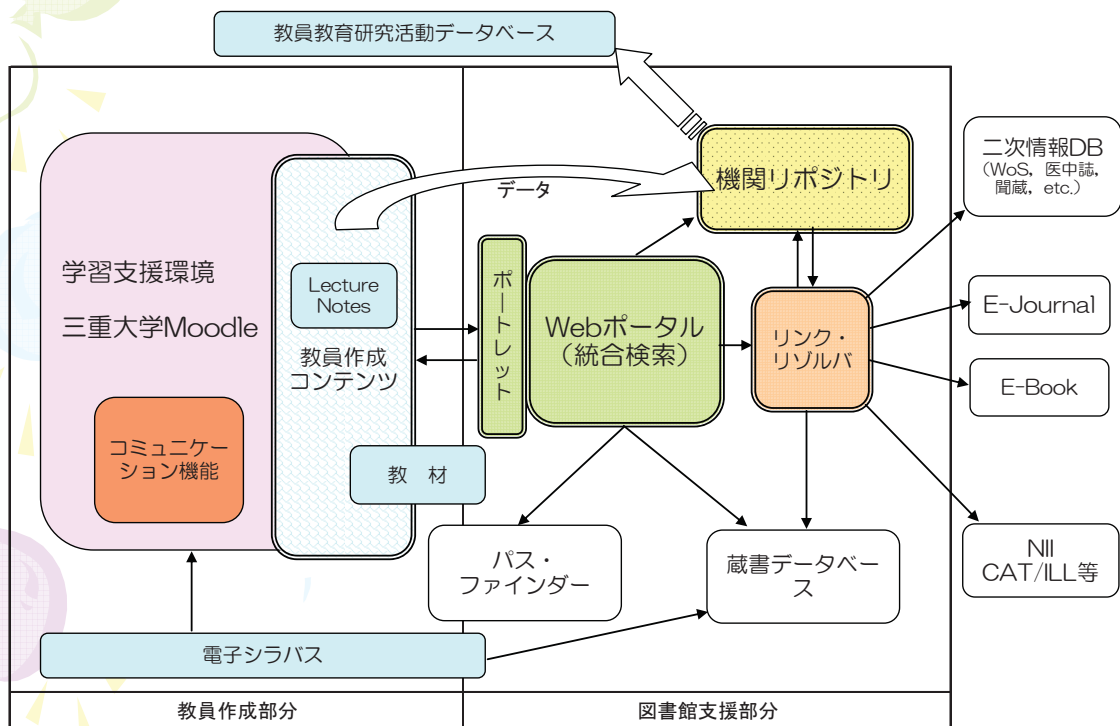 教員教育研究活動データベース
二次情報DB
（WoS，医中誌，
聞蔵，etc.）
機関リポジトリ
データ
学習支援環境
三重大学Moodle
Lecture
Notes
教員作成
コンテンツ
ポートレット
Webポータル
（統合検索）
リンク・
リゾルバ
E-Journal
E-Book
コミュニケー
ション機能
教　材
パス・
ファインダー
蔵書データベー
ス
NII
CAT/ILL等
電子シラバス
教員作成部分
図書館支援部分